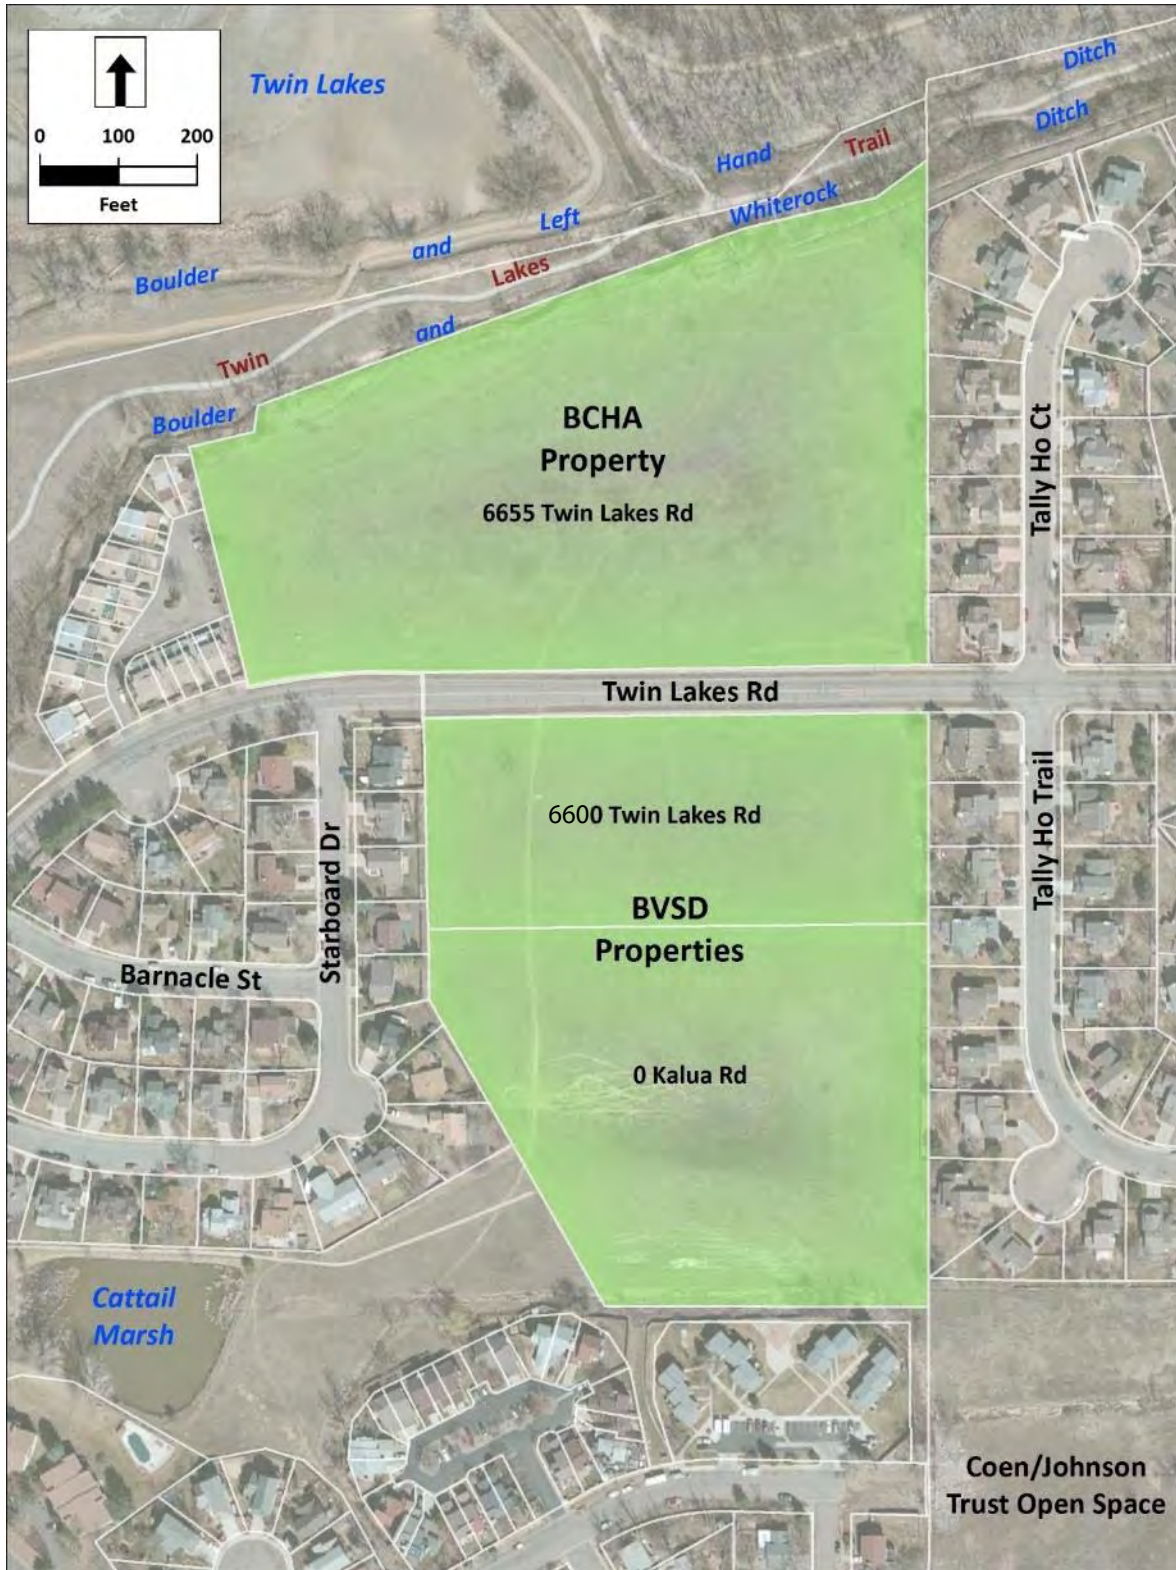 Twin Lakes
0 100 200
Feet
Ditch
Ditch
Boulder and Left Hand
Trail
Whiterock
Twin Lakes
Boulder and
BCHA
Property
6655 Twin Lakes Rd
Tally Ho Ct
Twin Lakes Rd
6600 Twin Lakes Rd
BVSD
Properties
0 Kalua Rd
Starboard Dr
Barnacle St
Tally Ho Trail
Cattail
Marsh
Coen/Johnson
Trust Open Space